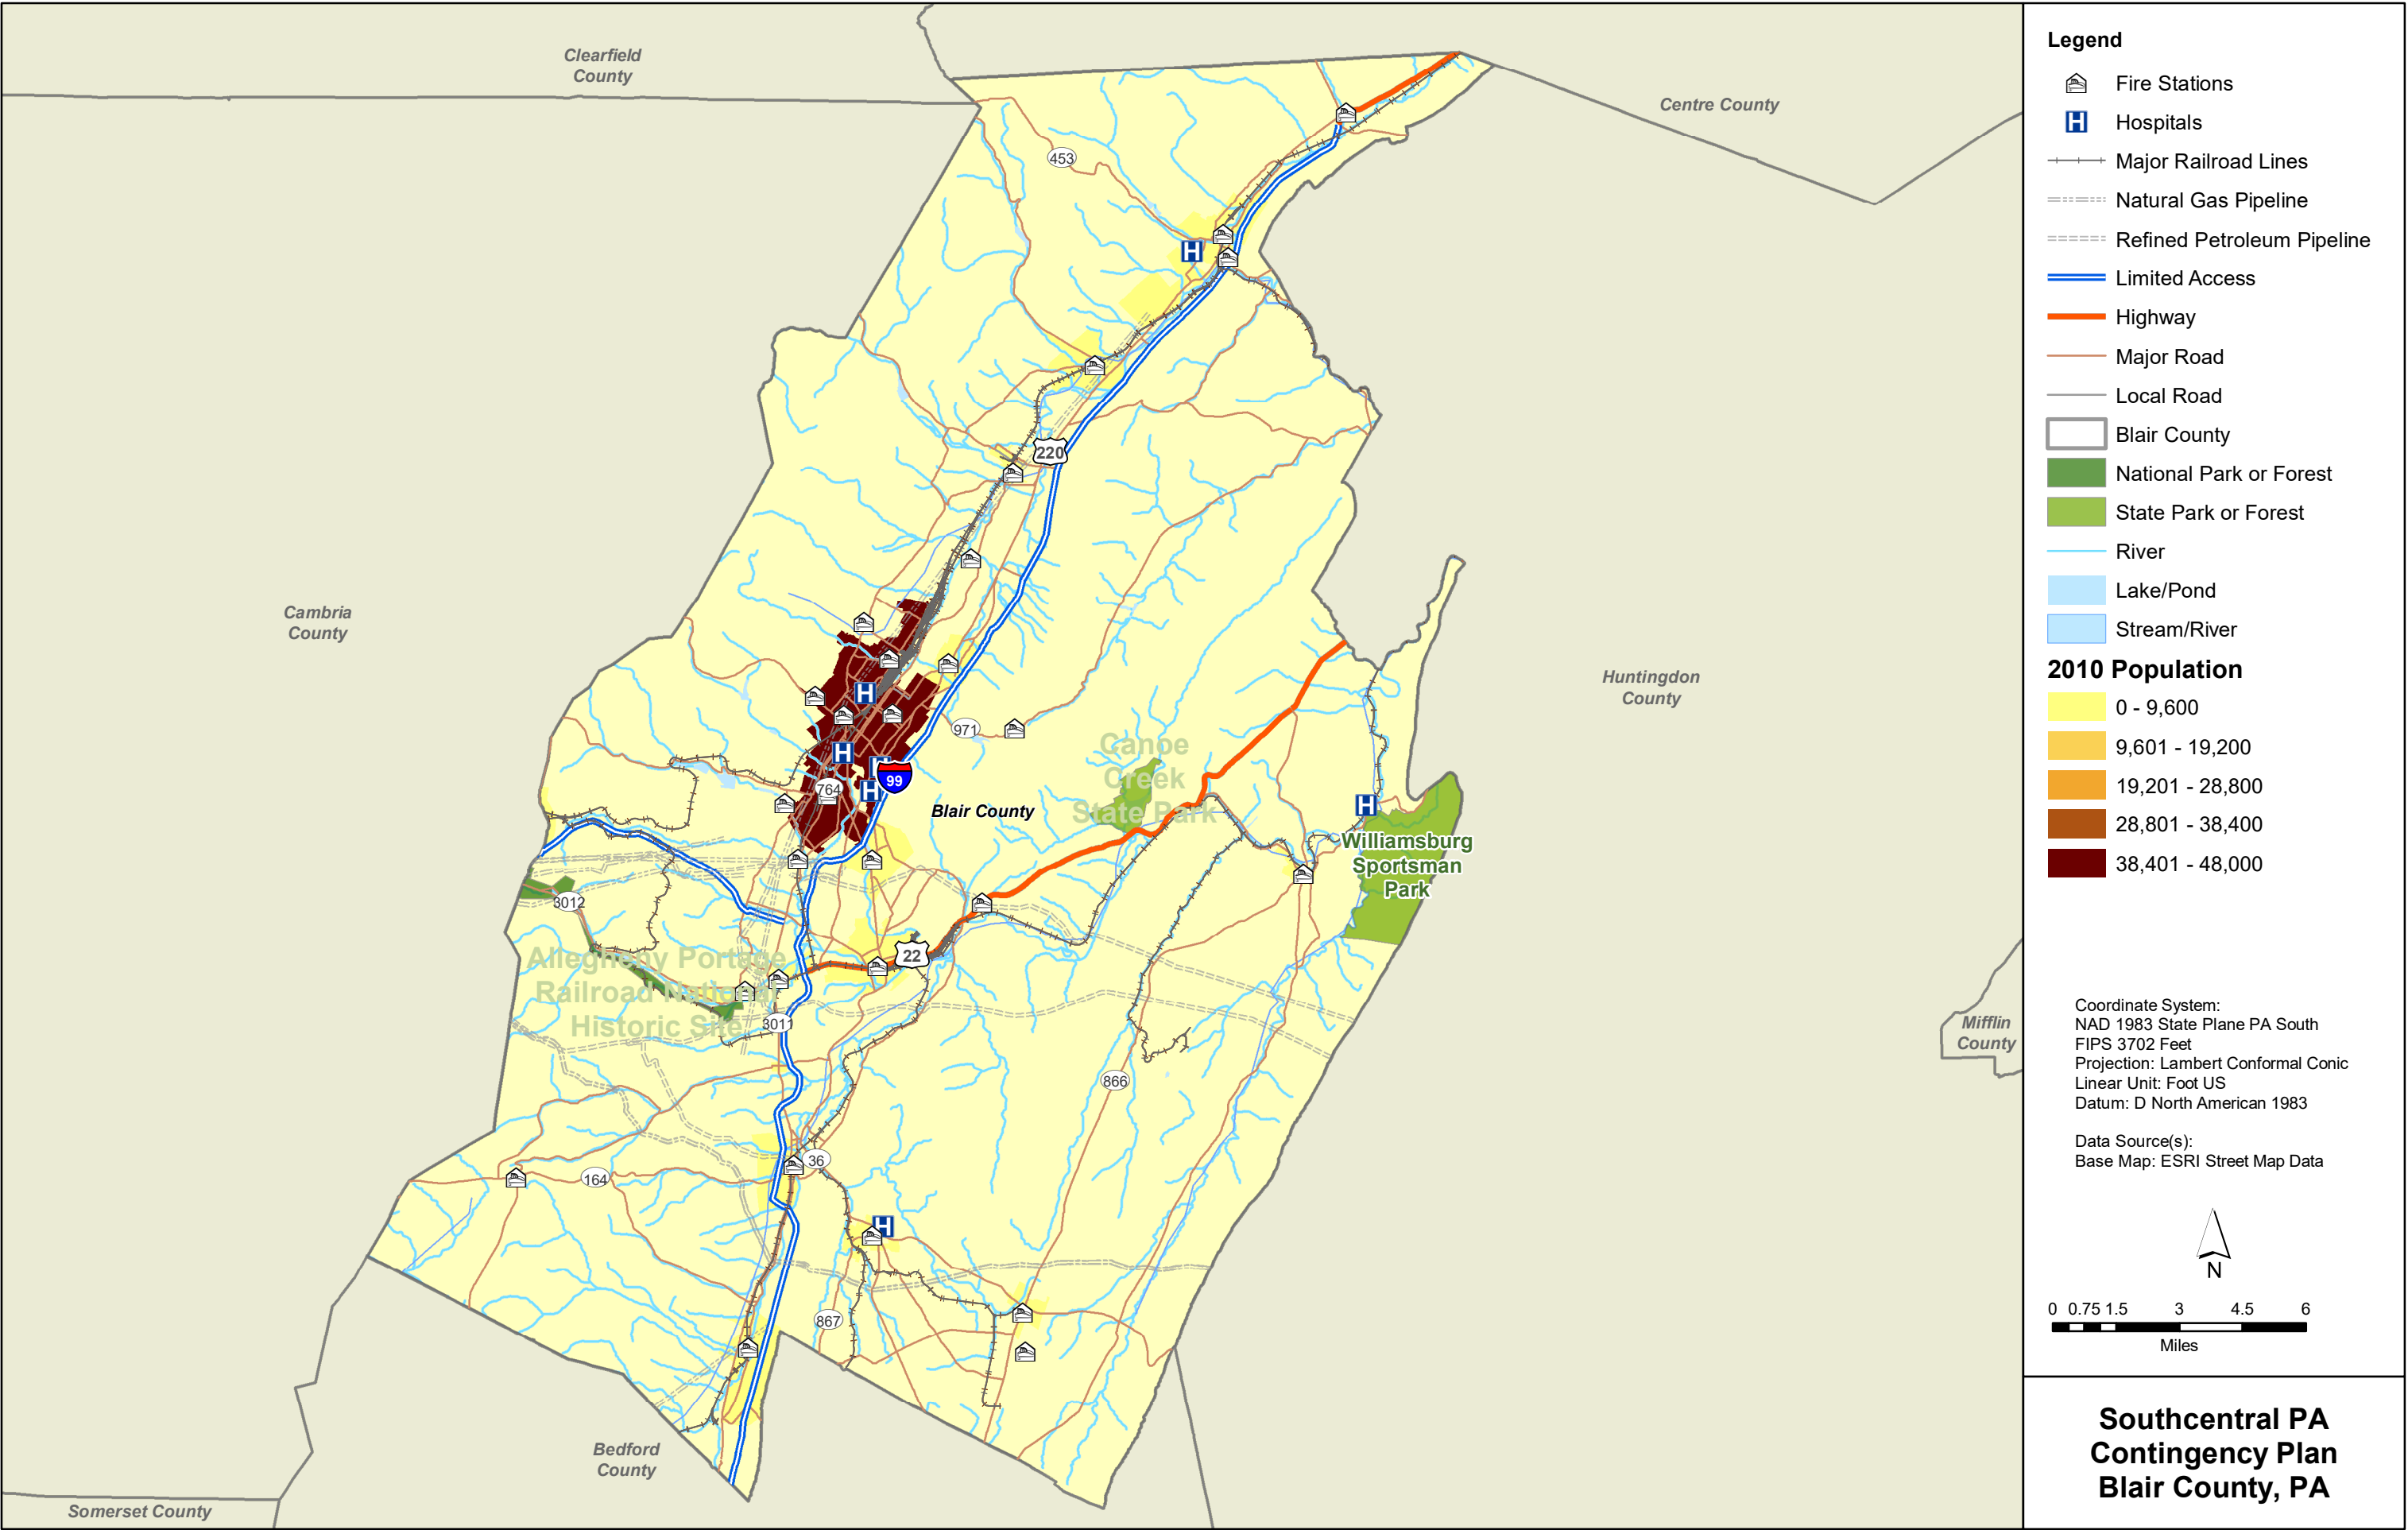 Clearfield
County
Centre County
453
220
Cambria
County
Huntingdon
County
971
Canoe
Creek
State Park
99
764
Blair County
Williamsburg
Sportsman
Park
3012
Allegheny Portage
Railroad National
Historic Site
22
3011
Mifflin
County
866
36
164
867
Bedford
County
Somerset County
Legend
Fire Stations
H Hospitals
Major Railroad Lines
Natural Gas Pipeline
Refined Petroleum Pipeline
Limited Access
Highway
Major Road
Local Road
Blair County
National Park or Forest
State Park or Forest
River
Lake/Pond
Stream/River
2010 Population
0 - 9,600
9,601 - 19,200
19,201 - 28,800
28,801 - 38,400
38,401 - 48,000
Coordinate System:
NAD 1983 State Plane PA South
FIPS 3702 Feet
Projection: Lambert Conformal Conic
Linear Unit: Foot US
Datum: D North American 1983
Data Source(s):
Base Map: ESRI Street Map Data
N
0 0.75 1.5 3 4.5 6
Miles
Southcentral PA
Contingency Plan
Blair County, PA